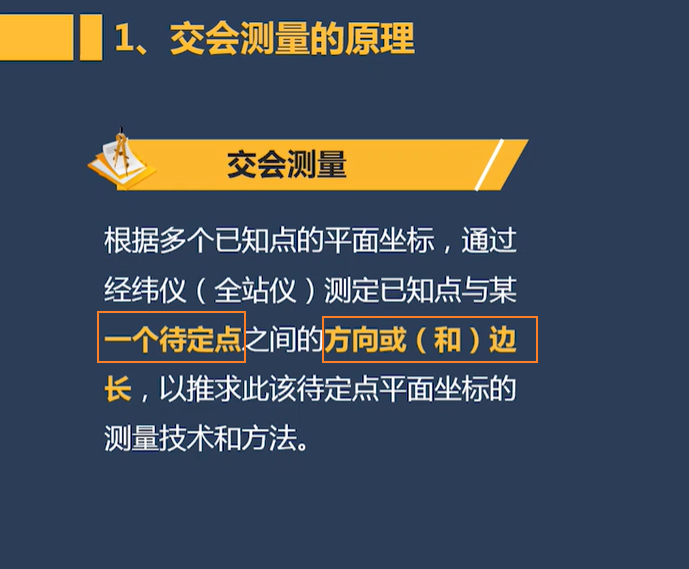 1、交会测量的原理
交会测量
根据多个已知点的平面坐标，通过
经纬仪（全站仪）测定已知点与某
一个待定点之间的方向或（和）边
长，以推求此该待定点平面坐标的
测量技术和方法。